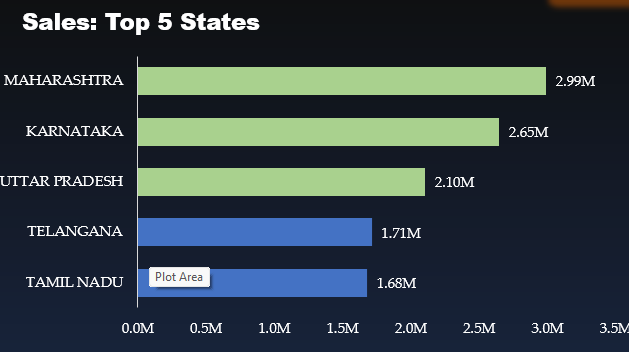 Sales: Top 5 States
MAHARASHTRA 2.99M
KARNATAKA 2.65M
UTTAR PRADESH 2.10M
TELANGANA 1.71M
TAMIL NADU Plot Area 1.68M
0.0M 0.5M 1.0M 1.5M 2.0M 2.5M 3.0M 3.5M